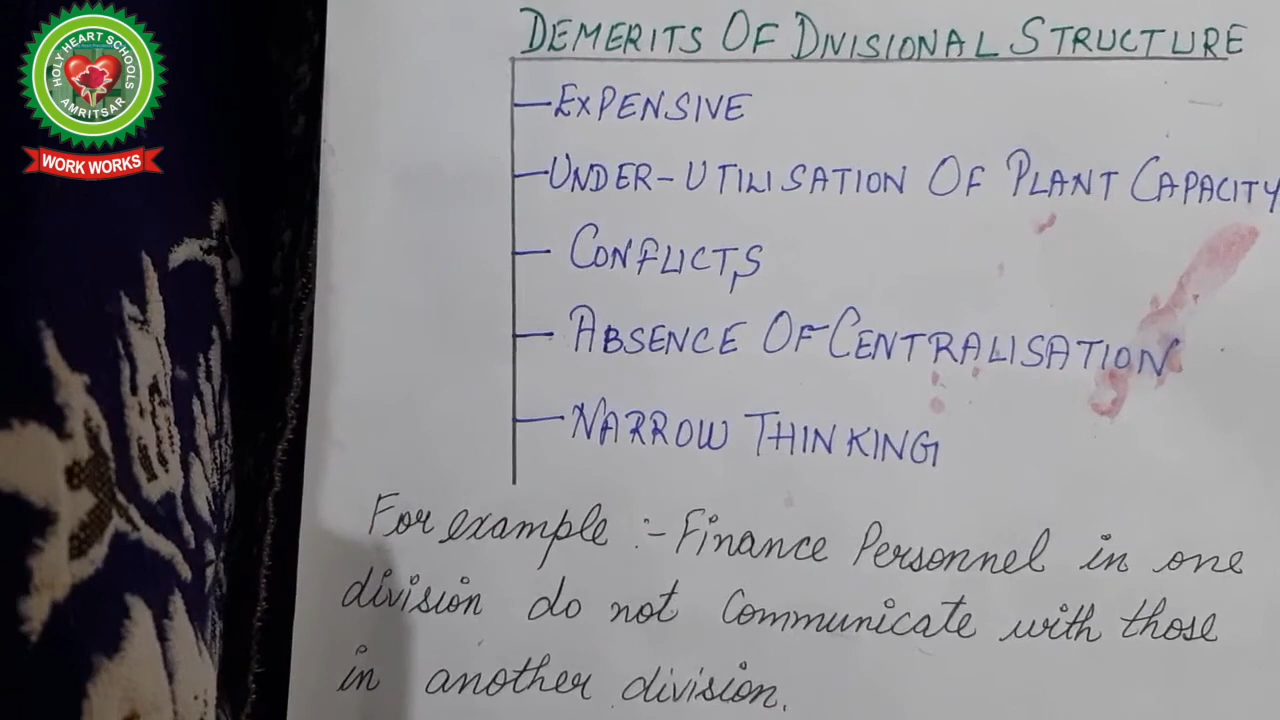 HOLY HEART SCHOOLS
AMRITSAR
WORK WORKS
DEMERITS OF DIVISIONAL STRUCTURE
EXPENSIVE
UNDER-UTILISATION OF PLANT CAPACITY
CONFLICTS
ABSENCE OF CENTRALISATION
NARROW THINKING
For example :- Finance Personnel in one
division do not Communicate with those
in another division.